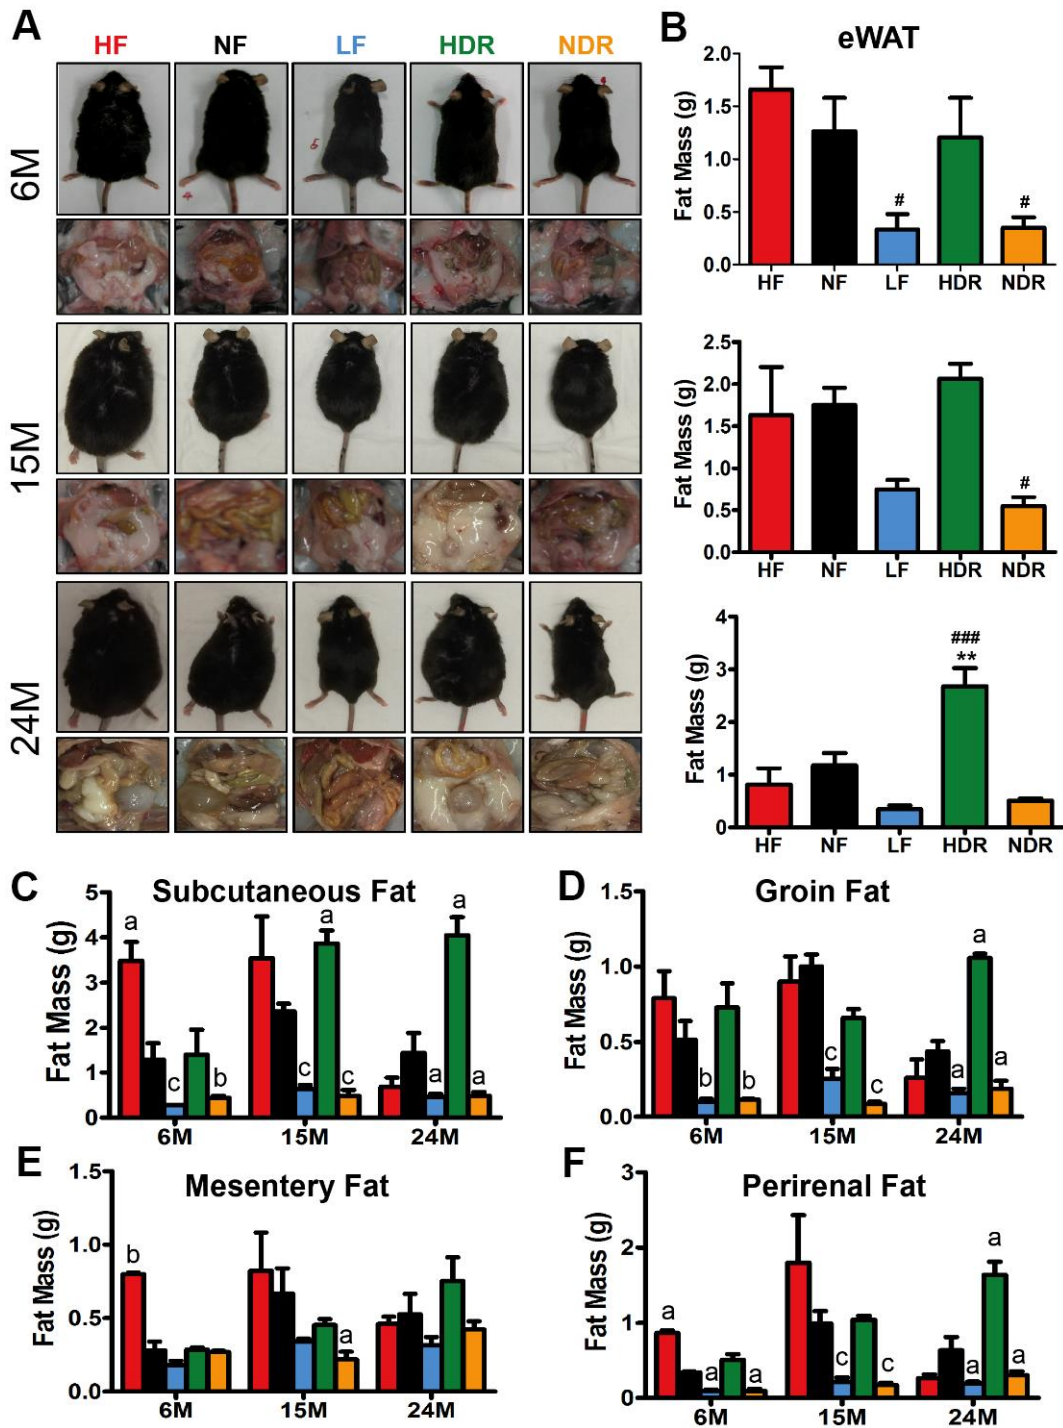 A
HF NF LF HDR NDR
6M
15M
24M
B
eWAT
Fat Mass (g)
2.0
1.5
1.0
0.5
0.0
# #
HF NF LF HDR NDR
Fat Mass (g)
2.5
2.0
1.5
1.0
0.5
0.0
#
HF NF LF HDR NDR
Fat Mass (g)
4
3
2
1
0
###
**
HF NF LF HDR NDR
C
Subcutaneous Fat
Fat Mass (g)
5
4
3
2
1
0
a c b c a c a a a
6M 15M 24M
D
Groin Fat
Fat Mass (g)
1.5
1.0
0.5
0.0
b b c c a a a
6M 15M 24M
E
Mesentery Fat
Fat Mass (g)
1.5
1.0
0.5
0.0
b a
6M 15M 24M
F
Perirenal Fat
Fat Mass (g)
3
2
1
0
a a a c c a a a
6M 15M 24M